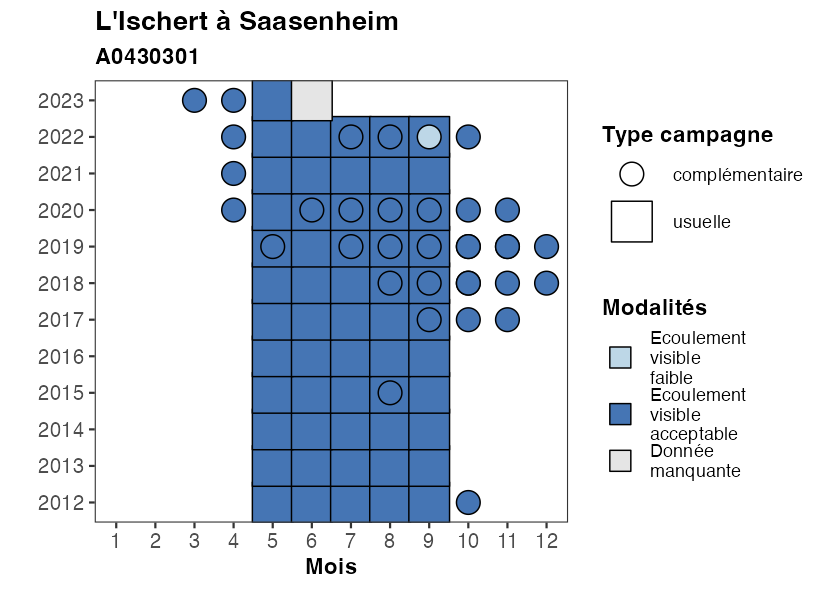 L'Ischert à Saasenheim
A0430301
2023
2022
2021
2020
2019
2018
2017
2016
2015
2014
2013
2012
1 2 3 4 5 6 7 8 9 10 11 12
Mois
Type campagne
complémentaire
usuelle
Modalités
Ecoulement
visible
faible
Ecoulement
visible
acceptable
Donnée
manquante